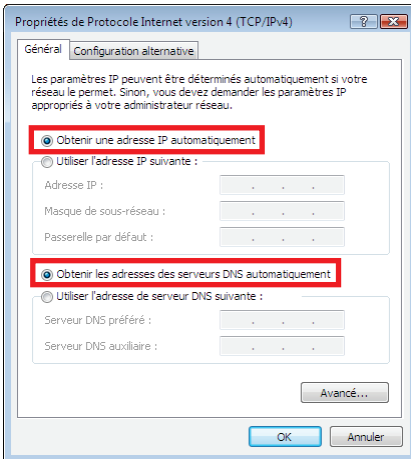 Propriétés de Protocole Internet version 4 (TCP/IPv4)
Général
Configuration alternative
Les paramètres IP peuvent être déterminés automatiquement si votre
réseau le permet. Sinon, vous devez demander les paramètres IP
appropriés à votre administrateur réseau.
Obtenir une adresse IP automatiquement
Utiliser l'adresse IP suivante :
Adresse IP :
Masque de sous-réseau :
Passerelle par défaut :
Obtenir les adresses des serveurs DNS automatiquement
Utiliser l'adresse de serveur DNS suivante :
Serveur DNS préféré :
Serveur DNS auxiliaire :
Avancé...
OK
Annuler